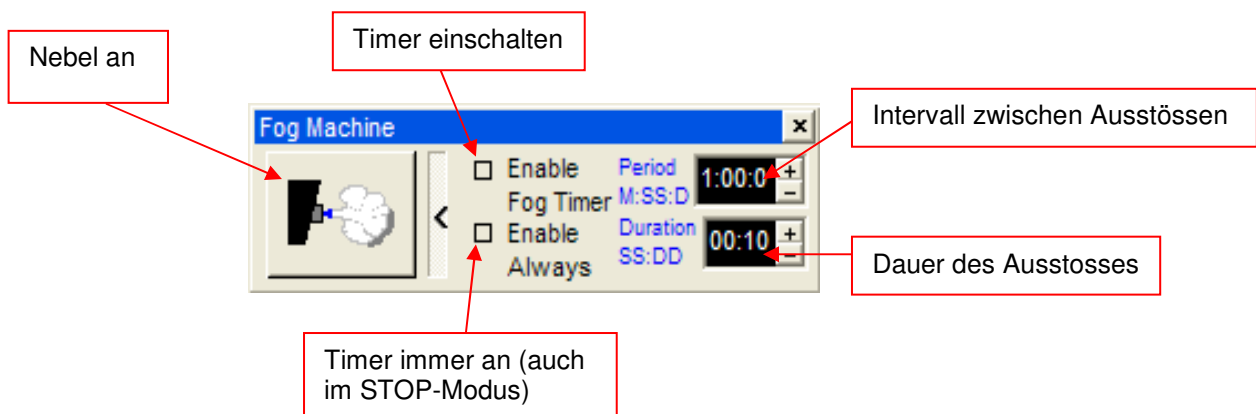 Timer einschalten
Nebel an
Intervall zwischen Ausstössen
Fog Machine
Enable
Fog Timer
Period
M:SS:D
1:00:0
+
-
<
Enable
Always
Duration
SS:DD
00:10
+
-
Dauer des Ausstosses
Timer immer an (auch
im STOP-Modus)